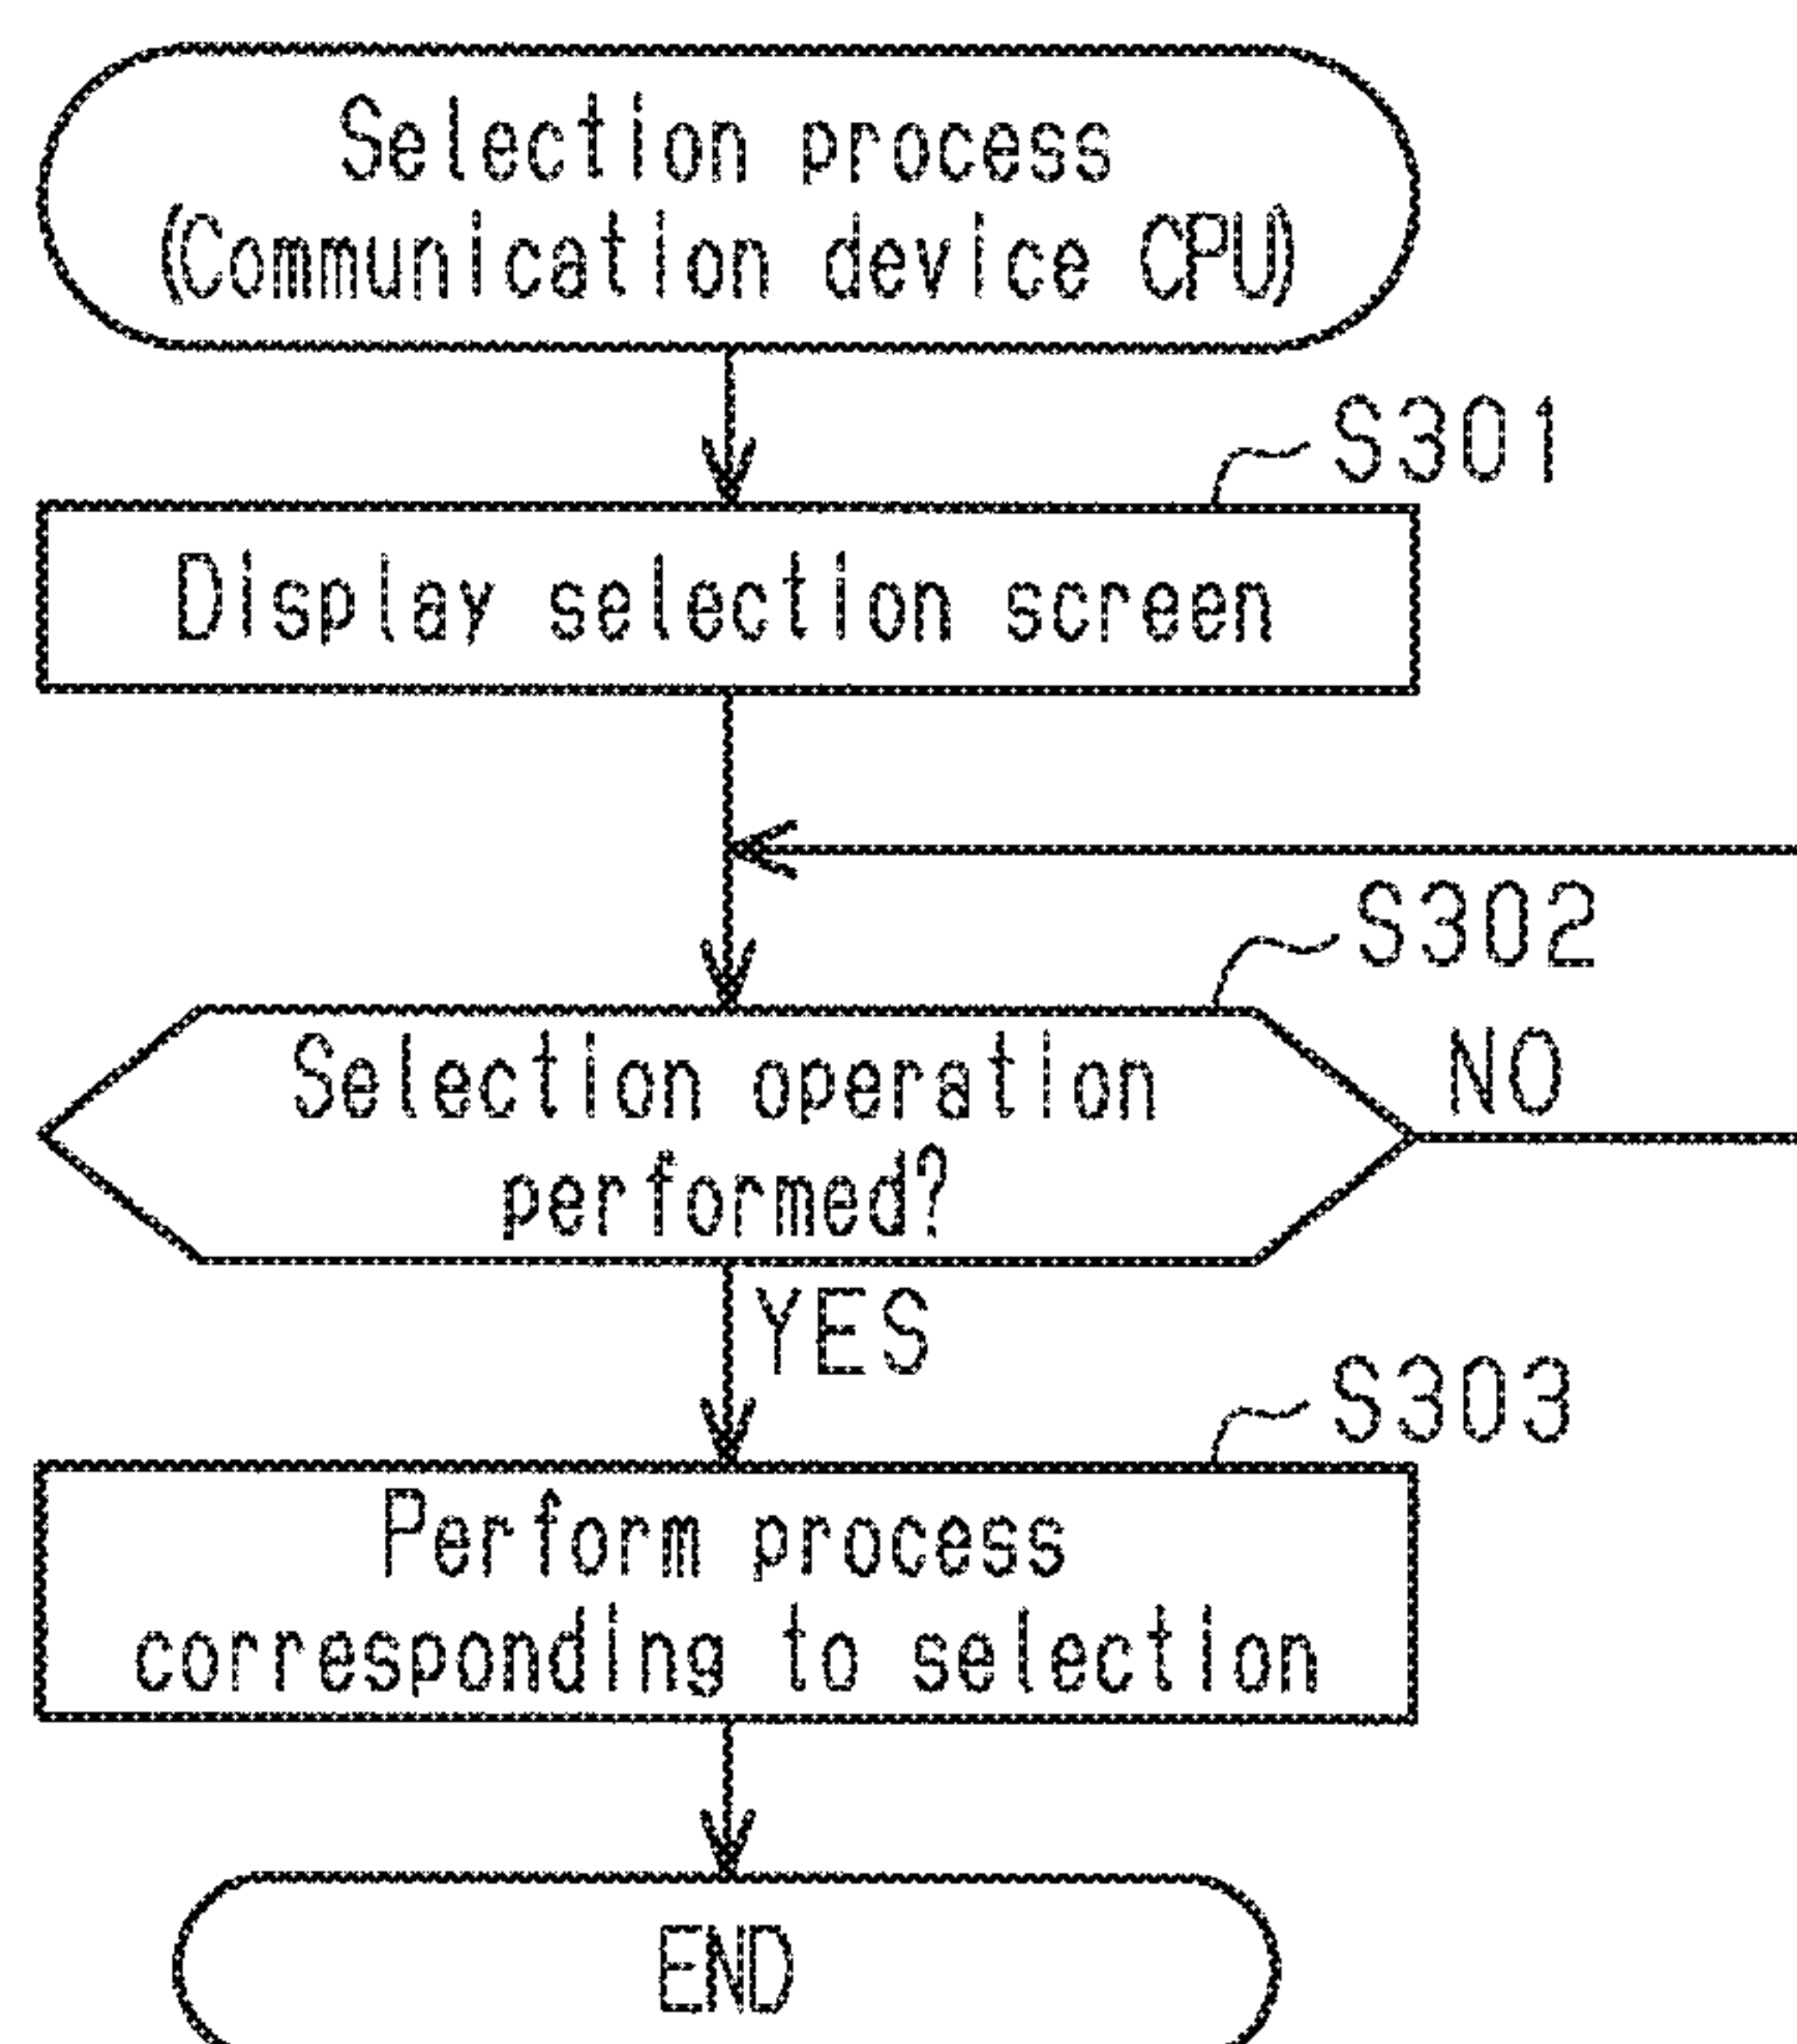 Selection process
(Communication device CPU)
S301
Display selection screen
S302
Selection operation
performed?
NO
YES
S303
Perform process
corresponding to selection
END